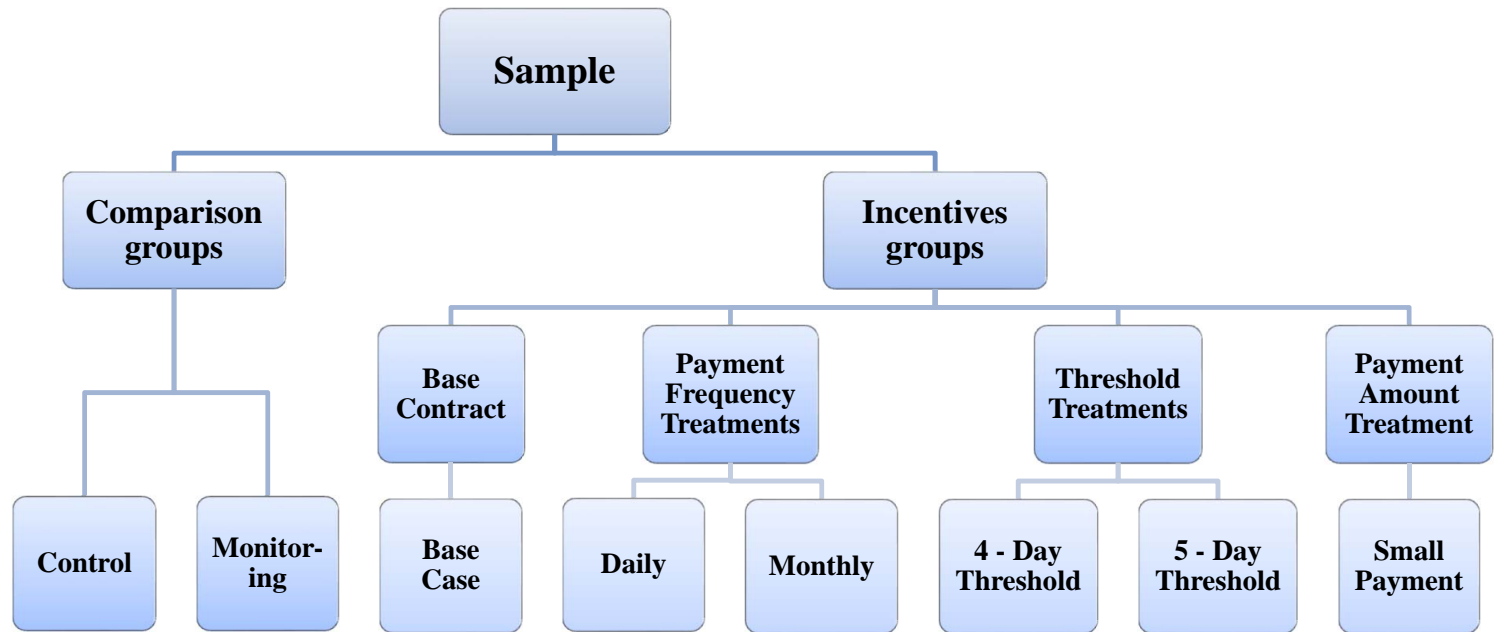 Sample
Comparison
groups
Incentives
groups
Base
Contract
Payment
Frequency
Treatments
Threshold
Treatments
Payment
Amount
Treatment
Control
Monitor-
ing
Base
Case
Daily
Monthly
4 - Day
Threshold
5 - Day
Threshold
Small
Payment